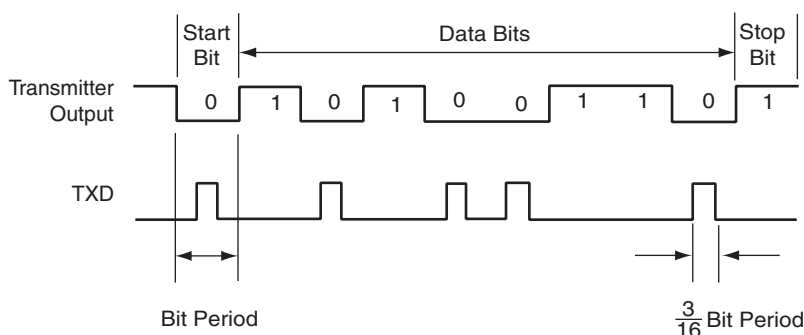 Start
Bit
Data Bits
Stop
Bit
Transmitter
Output
0 1 0 1 0 0 1 1 0 1
TXD
Bit Period
3
16 Bit Period